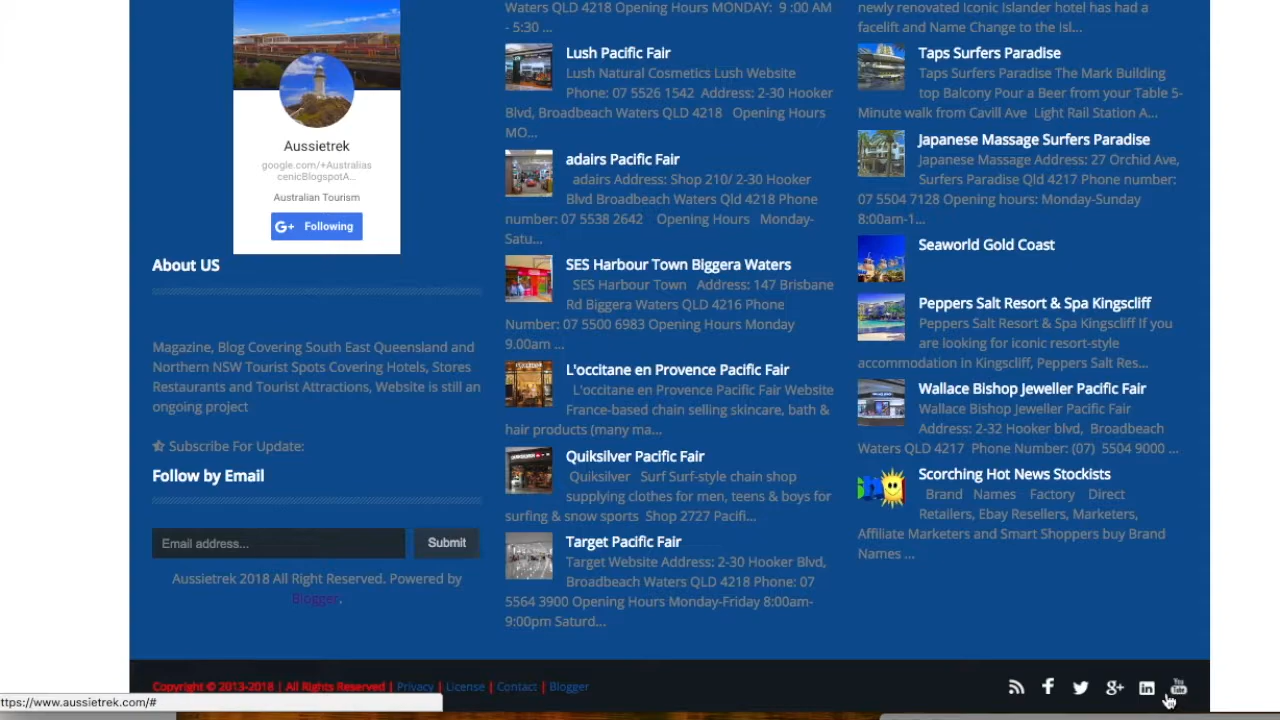 Aussietrek
google.com/+Australias
cenicBlogspotA...
Australian Tourism
G+ Following
About US
Magazine, Blog Covering South East Queensland and
Northern NSW Tourist Spots Covering Hotels, Stores
Restaurants and Tourist Attractions, Website is still an
ongoing project
Subscribe For Update:
Follow by Email
Email address...
Submit
Aussietrek 2018 All Right Reserved. Powered by
Blogger.
Waters QLD 4218 Opening Hours MONDAY: 9 :00 AM
- 5:30 ...
Lush Pacific Fair
Lush Natural Cosmetics Lush Website
Phone: 07 5526 1542 Address: 2-30 Hooker
Blvd, Broadbeach Waters QLD 4218 Opening Hours
MO...
adairs Pacific Fair
adairs Address: Shop 210/ 2-30 Hooker
Blvd Broadbeach Waters Qld 4218 Phone
number: 07 5538 2642 Opening Hours Monday-
Satu...
SES Harbour Town Biggera Waters
SES Harbour Town Address: 147 Brisbane
Rd Biggera Waters QLD 4216 Phone
Number: 07 5500 6983 Opening Hours Monday
9.00am ...
L'occitane en Provence Pacific Fair
L'occitane en Provence Pacific Fair Website
France-based chain selling skincare, bath &
hair products (many ma...
Quiksilver Pacific Fair
Quiksilver Surf Surf-style chain shop
supplying clothes for men, teens & boys for
surfing & snow sports Shop 2727 Pacifi...
Target Pacific Fair
Target Website Address: 2-30 Hooker Blvd,
Broadbeach Waters QLD 4218 Phone: 07
5564 3900 Opening Hours Monday-Friday 8:00am-
9:00pm Saturd...
newly renovated Iconic Islander hotel has had a
facelift and Name Change to the Isl...
Taps Surfers Paradise
Taps Surfers Paradise The Mark Building
top Balcony Pour a Beer from your Table 5-
Minute walk from Cavill Ave Light Rail Station A...
Japanese Massage Surfers Paradise
Japanese Massage Address: 27 Orchid Ave,
Surfers Paradise Qld 4217 Phone number:
07 5504 7128 Opening hours: Monday-Sunday
8:00am-1...
Seaworld Gold Coast
Peppers Salt Resort & Spa Kingscliff
Peppers Salt Resort & Spa Kingscliff If you
are looking for iconic resort-style
accommodation in Kingscliff, Peppers Salt Res...
Wallace Bishop Jeweller Pacific Fair
Wallace Bishop Jeweller Pacific Fair
Address: 2-32 Hooker blvd, Broadbeach
Waters QLD 4217 Phone Number: (07) 5504 9000 ...
Scorching Hot News Stockists
Brand Names Factory Direct
Retailers, Ebay Resellers, Marketers,
Affiliate Marketers and Smart Shoppers buy Brand
Names ...
Copyright © 2013-2018 | All Rights Reserved | Privacy | License | Contact | Blogger
ttps://www.aussietrek.com/#